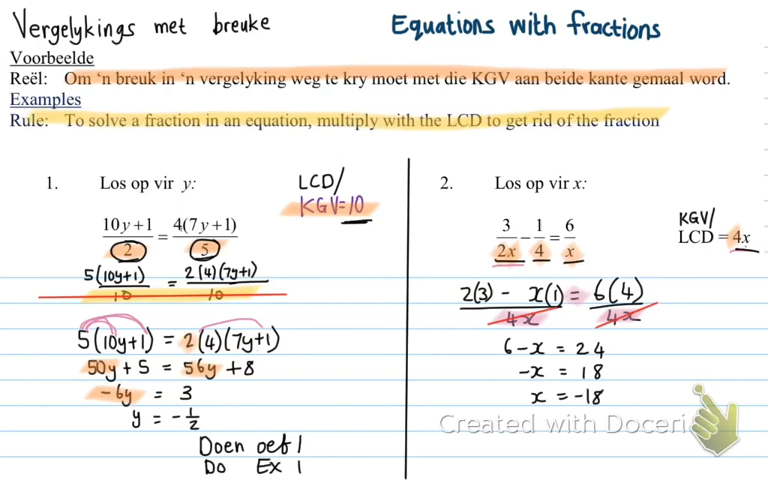 Vergelykings met breuke
Equations with fractions
Voorbeelde
Reël: Om 'n breuk in 'n vergelyking weg te kry moet met die KGV aan beide kante gemaal word.
Examples
Rule: To solve a fraction in an equation, multiply with the LCD to get rid of the fraction
1. Los op vir y:
LCD/
KGV=10
10y+1 / 2 = 4(7y+1) / 5
5(10y+1) / 10 = 2(4)(7y+1) / 10
5(10y+1) = 2(4)(7y+1)
50y + 5 = 56y + 8
-6y = 3
y = -1/2
Doen oef 1
Do Ex 1
2. Los op vir x:
KGV/
LCD = 4x
3/2x - 1/4 = 6/x
2(3) - x(1) / 4x = 6(4) / 4x
6-x = 24
-x = 18
x = -18
Created with Doceri